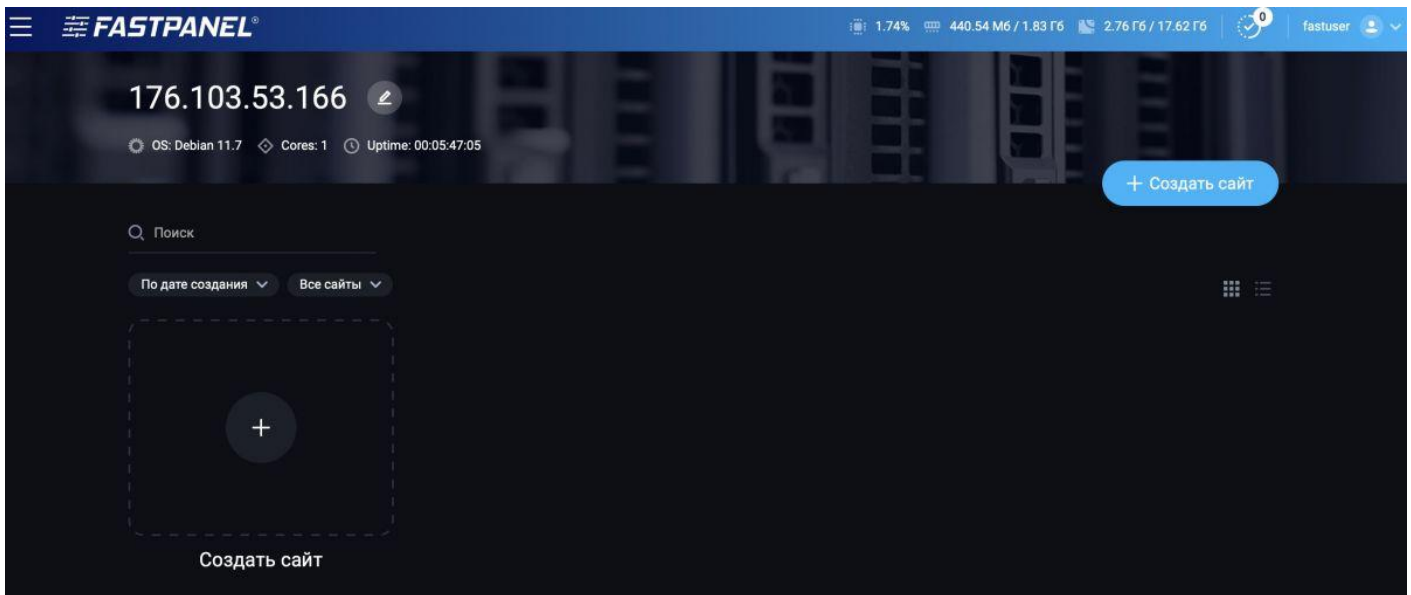 FASTPANEL®
1.74% 440.54 Мб / 1.83 Гб 2.76 Гб / 17.62 Гб 0 fastuser
176.103.53.166
OS: Debian 11.7 Cores: 1 Uptime: 00:05:47:05
+ Создать сайт
Поиск
По дате создания Все сайты
+
Создать сайт